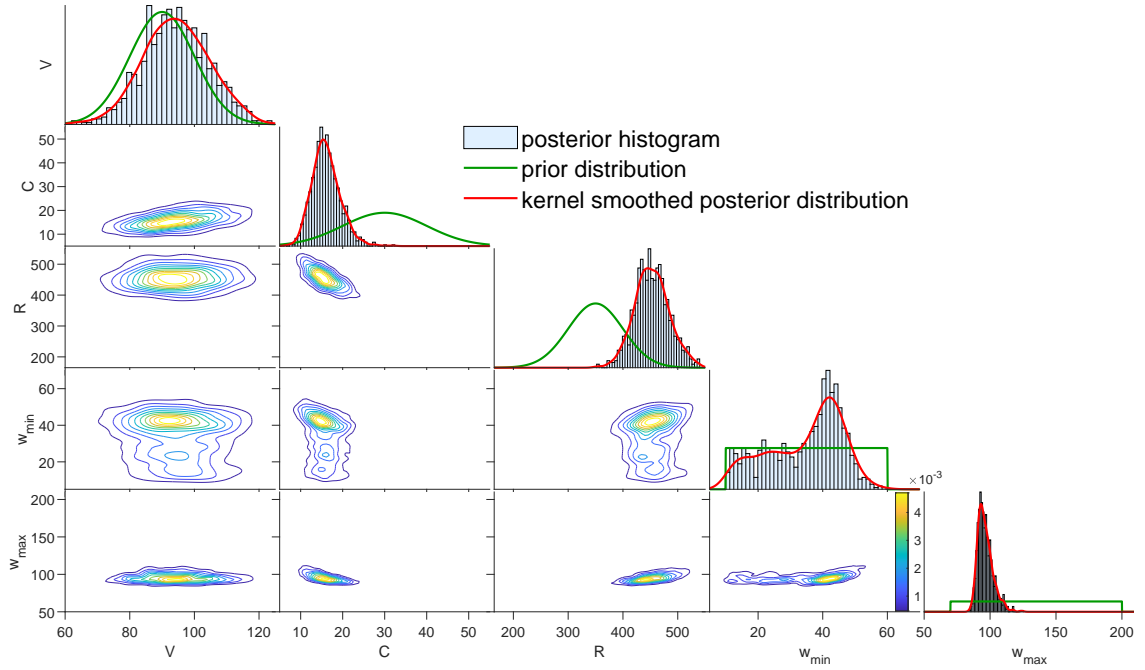 V
posterior histogram
prior distribution
kernel smoothed posterior distribution
C
50
40
30
20
10
R
500
400
300
200
w_min
60
40
20
w_max
200
150
100
50
×10⁻³
4
3
2
1
60 80 100 120
10 20 30 40 50
200 300 400 500
20 40 60
50 100 150 200
V C R w_min w_max